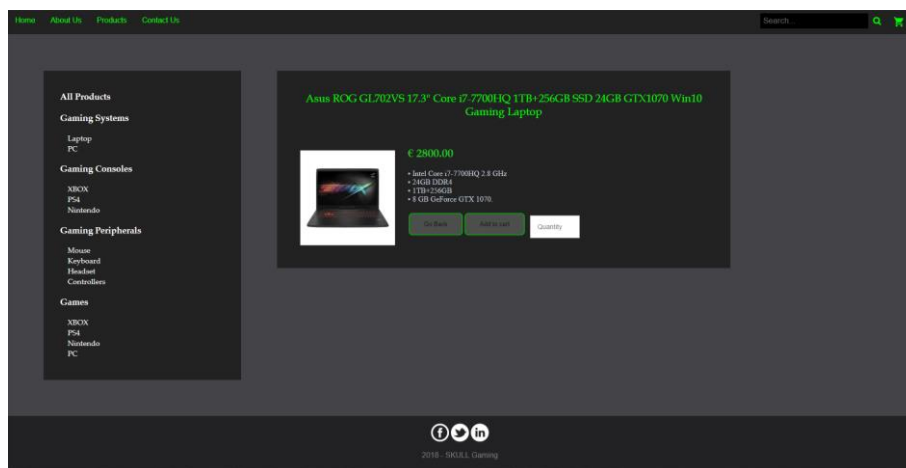 Home About Us Products Contact Us Search...
All Products
Gaming Systems
Laptop
PC
Gaming Consoles
XBOX
PS4
Nintendo
Gaming Peripherals
Mouse
Keyboard
Headset
Controllers
Games
XBOX
PS4
Nintendo
PC
Asus ROG GL702VS 17.3" Core i7-7700HQ 1TB+256GB SSD 24GB GTX1070 Win10
Gaming Laptop
€ 2800.00
• Intel Core i7-7700HQ 2.8 GHz
• 24GB DDR4
• 1TB+256GB
• 8 GB GeForce GTX 1070.
Go Back Add to cart Quantity
2018 - SKULL Gaming